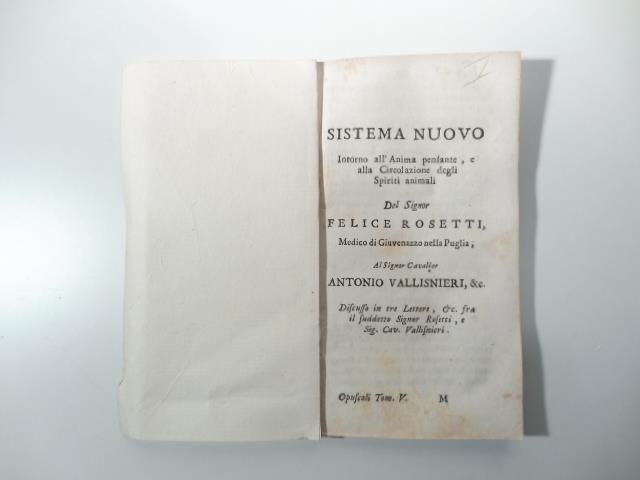 V
SISTEMA NUOVO
Intorno all' Anima pensante, e
alla Circolazione degli
Spiriti animali
Del Signor
FELICE ROSETTI,
Medico di Giuvenazzo nella Puglia,
Al Signor Cavalier
ANTONIO VALLISNIERI, &c.
Discusso in tre Lettere, &c. fra
il suddetto Signor Rosetti, e
Sig. Cav. Vallisnieri.
Opuscoli Tom. V. M